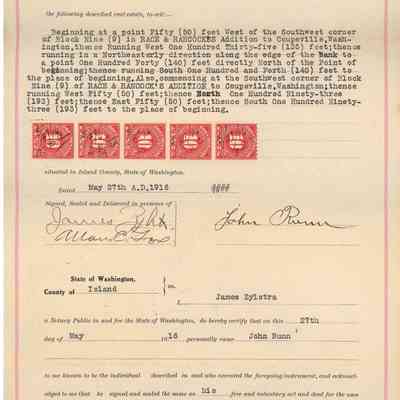 the following described real estate, to-wit:—
Beginning at a point Fifty (50) feet West of the Southwest corner
of Block Nine (9) in RACE & HANCOCKS Addition to Coupeville,Wash-
ington,thence Running West One Hundred Thirty-five (135) feet;thence
running in a Northeasterly direction along the edge of the Bank to
a point One Hundred Forty (140) feet directly North of the Point of
beginning;thence running South One Hundred and Forth (140) feet to
the place of beginning.Also,commencing at the Southwest corner of Block
Nine (9) of RACE & HANCOCK'S ADDITION to Coupeville,Washington;thence
running West Fifty (50) feet;thence North One Hundred Ninety-three
(193) feet;thence East Fifty (50) feet;thence South One Hundred Ninety-
three (193) feet to the place of beginning.
10 10 10 10 10
situated in Island County, State of Washington.
Dated May 27th A.D,1916
Signed, Sealed and Delivered in presence of
James Zylstra
John Runn
State of Washington,
County of Island ss.
I, James Zylstra
a Notary Public in and for the State of Washington, do hereby certify that on this 27th
day of May 1916 personally came John Runn
to me known to be the individual described in and who executed the foregoing instrument, and acknowl-
edged to me that he signed and sealed the same as his free and voluntary act and deed for the uses